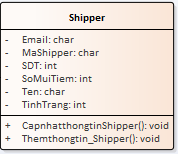 Shipper
- Email: char
- MaShipper: char
- SDT: int
- SoMuiTiem: int
- Ten: char
- TinhTrang: int
+ CapnhatthongtinShipper(): void
+ Themthongtin_Shipper(): void